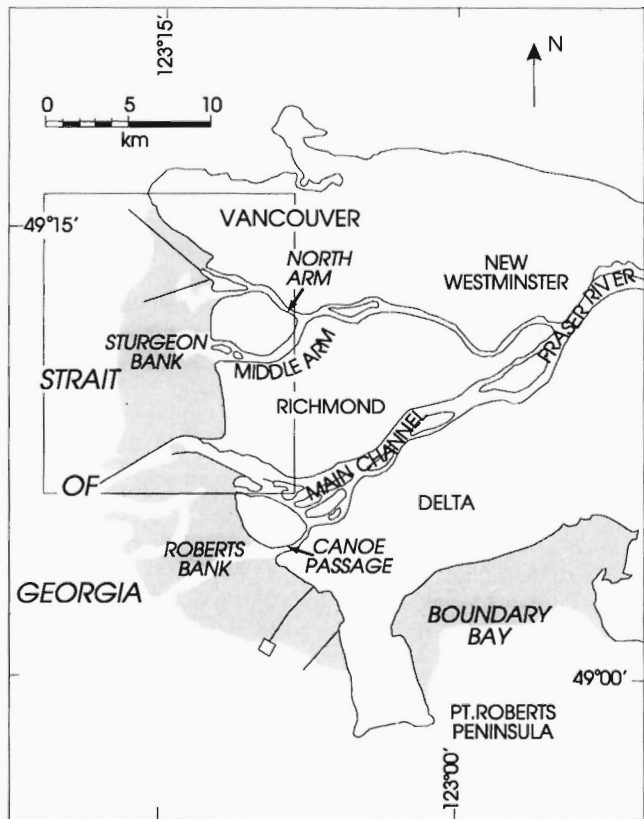 123°15'
N
0 5 10
km
49°15'
VANCOUVER
NORTH
ARM
NEW
WESTMINSTER
FRASER RIVER
STURGEON
BANK
MIDDLE ARM
STRAIT
RICHMOND
MAIN CHANNEL
OF
DELTA
ROBERTS
BANK
CANOE
PASSAGE
GEORGIA
BOUNDARY
BAY
49°00'
PT.ROBERTS
PENINSULA
123°00'